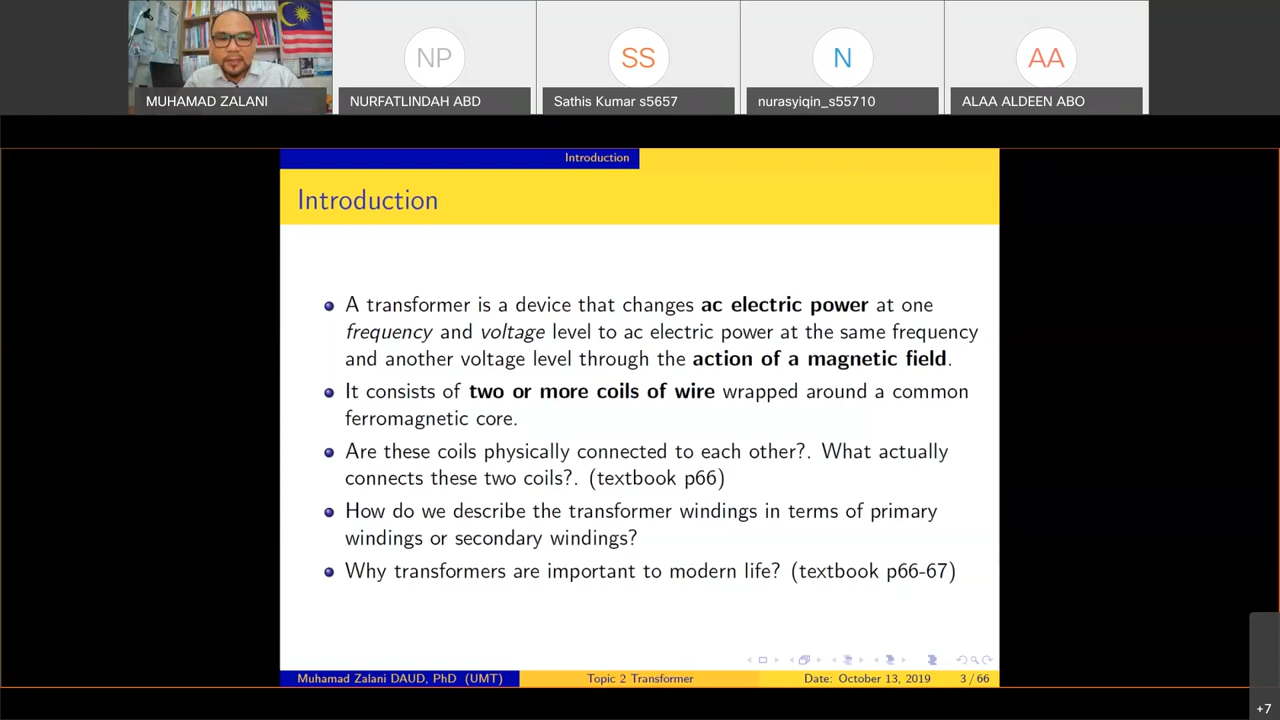 NP
SS
N
AA
MUHAMAD ZALANI
NURFATLINDAH ABD
Sathis Kumar s5657
nurasyiqin_s55710
ALAA ALDEEN ABO
Introduction
Introduction
A transformer is a device that changes ac electric power at one
frequency and voltage level to ac electric power at the same frequency
and another voltage level through the action of a magnetic field.
It consists of two or more coils of wire wrapped around a common
ferromagnetic core.
Are these coils physically connected to each other?. What actually
connects these two coils?. (textbook p66)
How do we describe the transformer windings in terms of primary
windings or secondary windings?
Why transformers are important to modern life? (textbook p66-67)
Muhamad Zalani DAUD, PhD (UMT)
Topic 2 Transformer
Date: October 13, 2019
3 / 66
+7